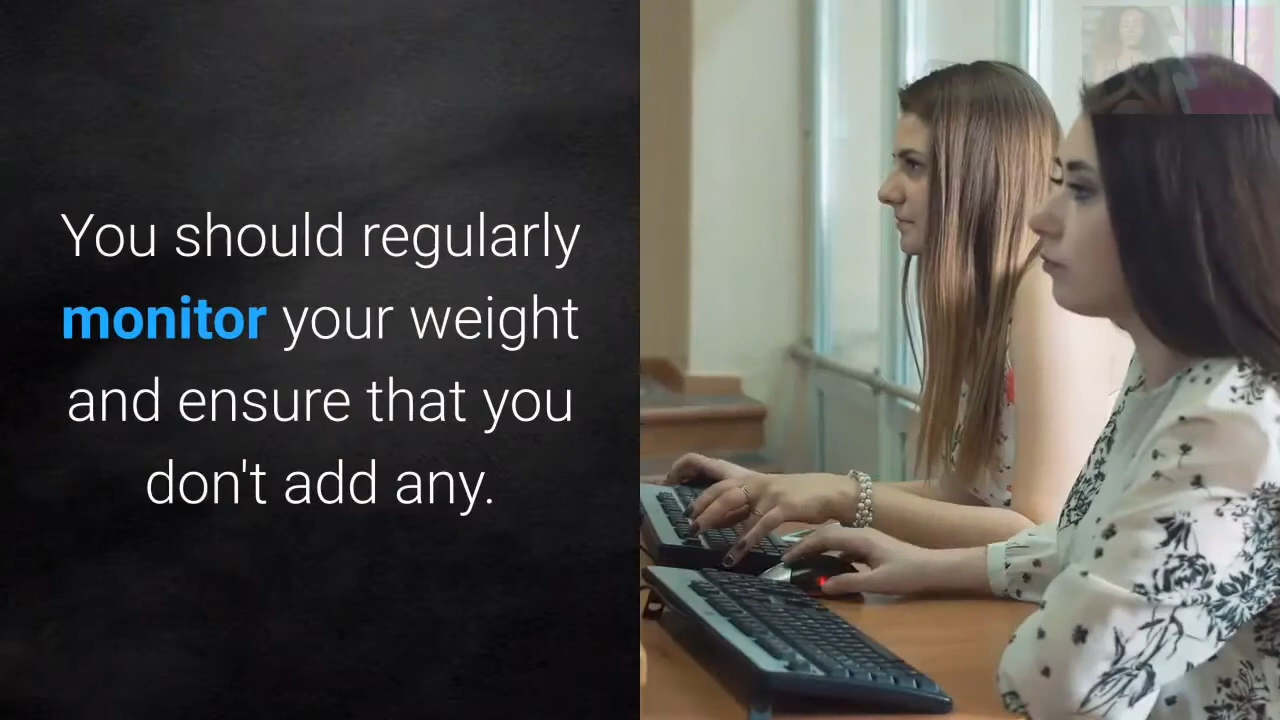 You should regularly
monitor your weight
and ensure that you
don't add any.